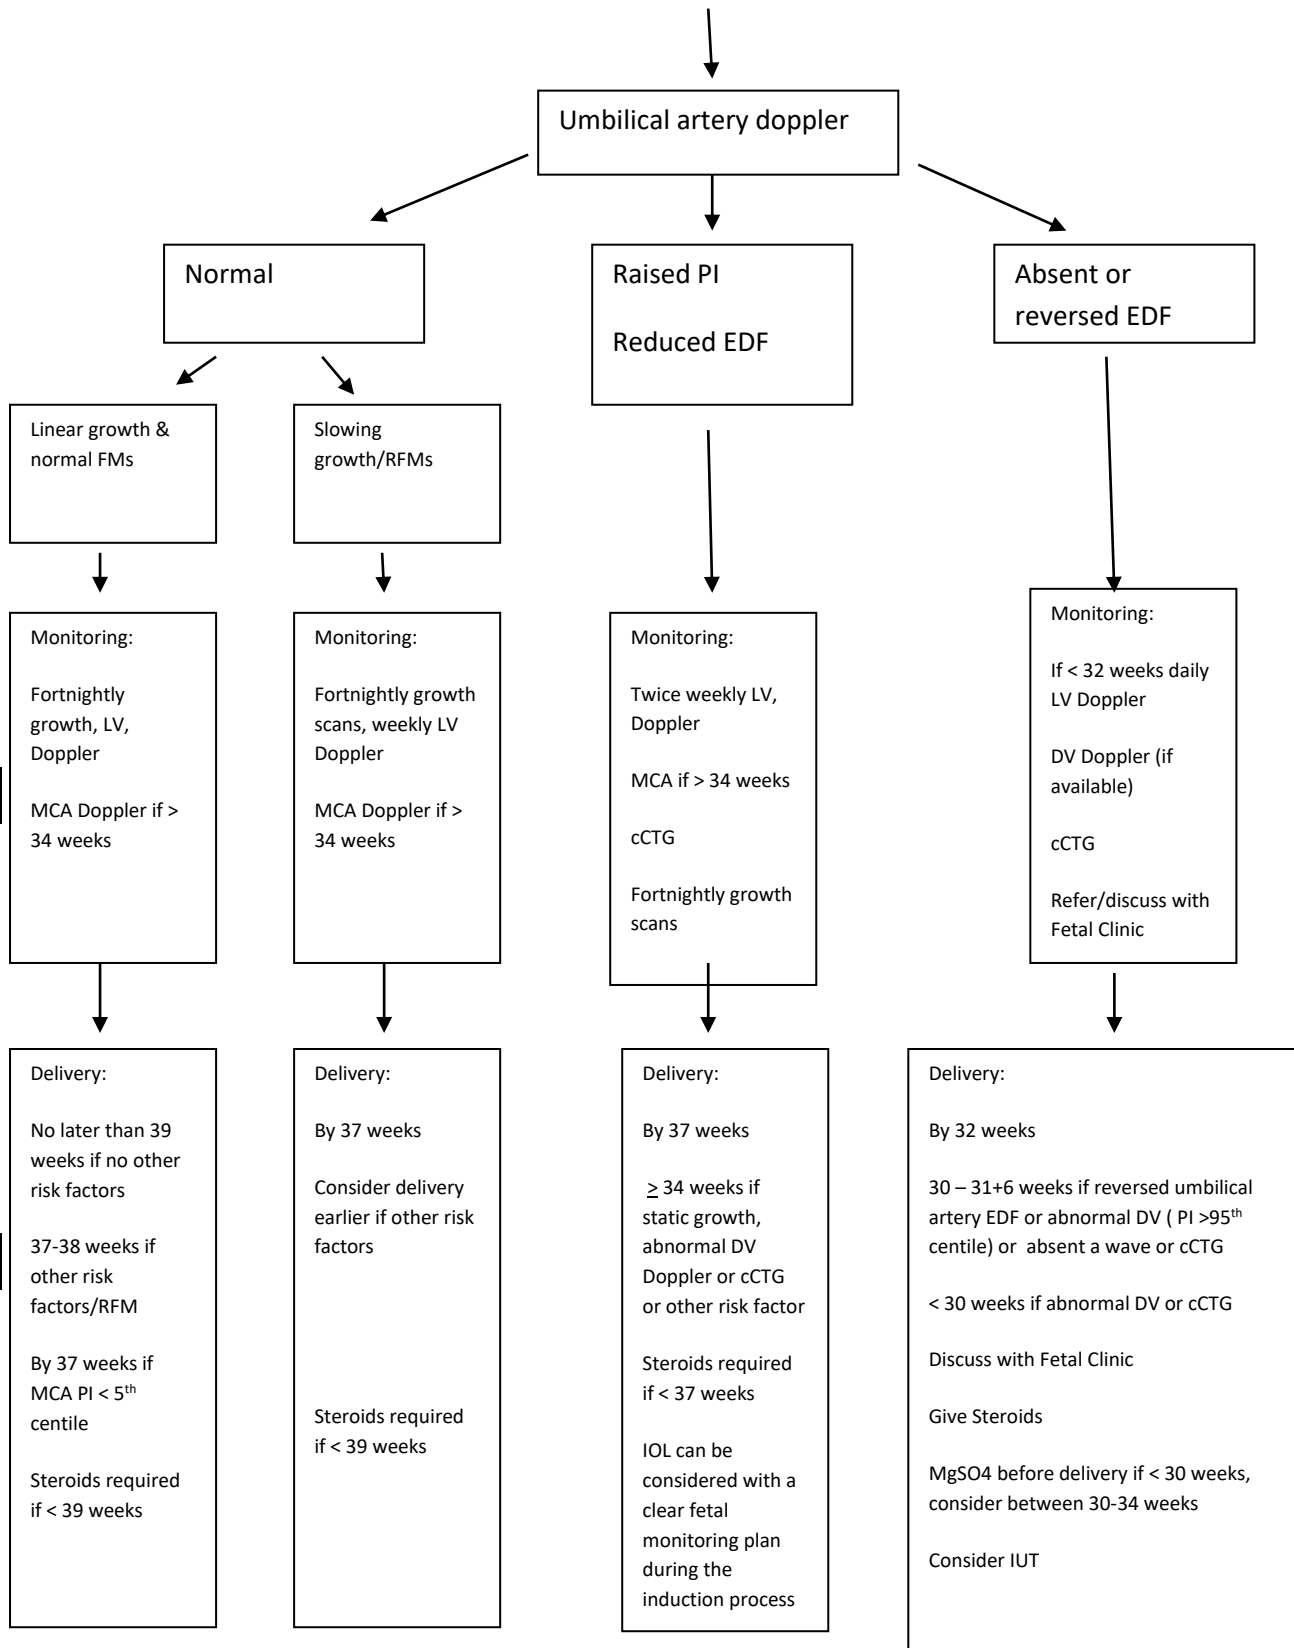 Umbilical artery doppler
Normal
Raised PI
Reduced EDF
Absent or
reversed EDF
Linear growth &
normal FMs
Slowing
growth/RFMs
Monitoring:
Fortnightly
growth, LV,
Doppler
MCA Doppler if >
34 weeks
Monitoring:
Fortnightly growth
scans, weekly LV
Doppler
MCA Doppler if >
34 weeks
Monitoring:
Twice weekly LV,
Doppler
MCA if > 34 weeks
cCTG
Fortnightly growth
scans
Monitoring:
If < 32 weeks daily
LV Doppler
DV Doppler (if
available)
cCTG
Refer/discuss with
Fetal Clinic
Delivery:
No later than 39
weeks if no other
risk factors
37-38 weeks if
other risk
factors/RFM
By 37 weeks if
MCA PI < 5th
centile
Steroids required
if < 39 weeks
Delivery:
By 37 weeks
Consider delivery
earlier if other risk
factors
Steroids required
if < 39 weeks
Delivery:
By 37 weeks
≥ 34 weeks if
static growth,
abnormal DV
Doppler or cCTG
or other risk factor
Steroids required
if < 37 weeks
IOL can be
considered with a
clear fetal
monitoring plan
during the
induction process
Delivery:
By 32 weeks
30 – 31+6 weeks if reversed umbilical
artery EDF or abnormal DV ( PI >95th
centile) or absent a wave or cCTG
< 30 weeks if abnormal DV or cCTG
Discuss with Fetal Clinic
Give Steroids
MgSO4 before delivery if < 30 weeks,
consider between 30-34 weeks
Consider IUT